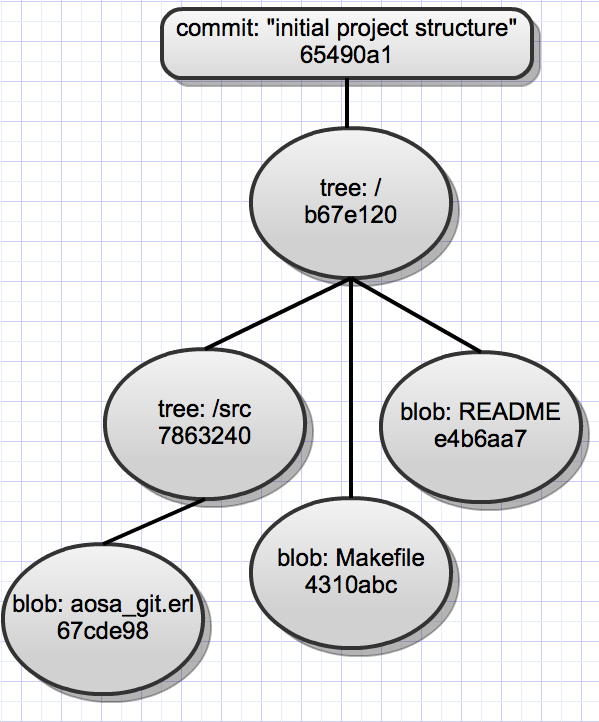 commit: "initial project structure"
65490a1
tree: /
b67e120
tree: /src
7863240
blob: README
e4b6aa7
blob: Makefile
4310abc
blob: aosa_git.erl
67cde98